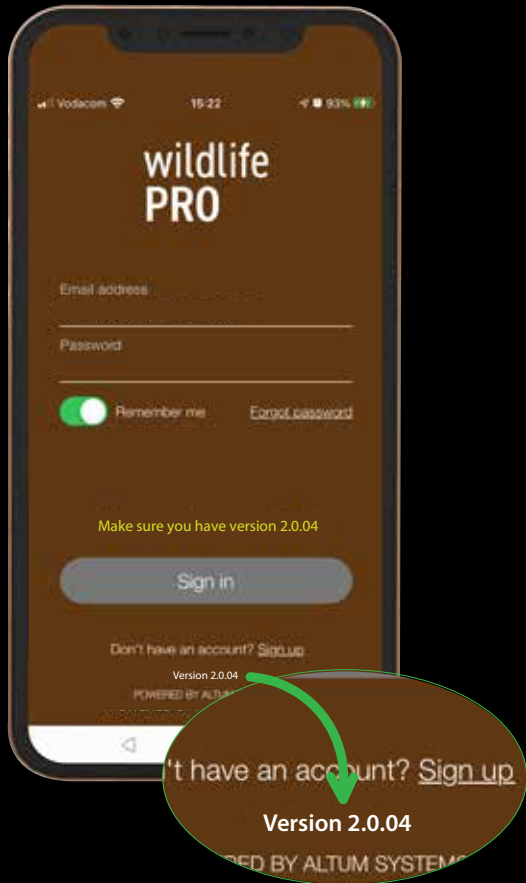 Vodacom
15:22
93%
wildlife
PRO
Email address
Password
Remember me
Forgot password
Make sure you have version 2.0.04
Sign in
Don't have an account? Sign up
Version 2.0.04
POWERED BY ALTUM
't have an account? Sign up
Version 2.0.04
RED BY ALTUM SYSTEMS